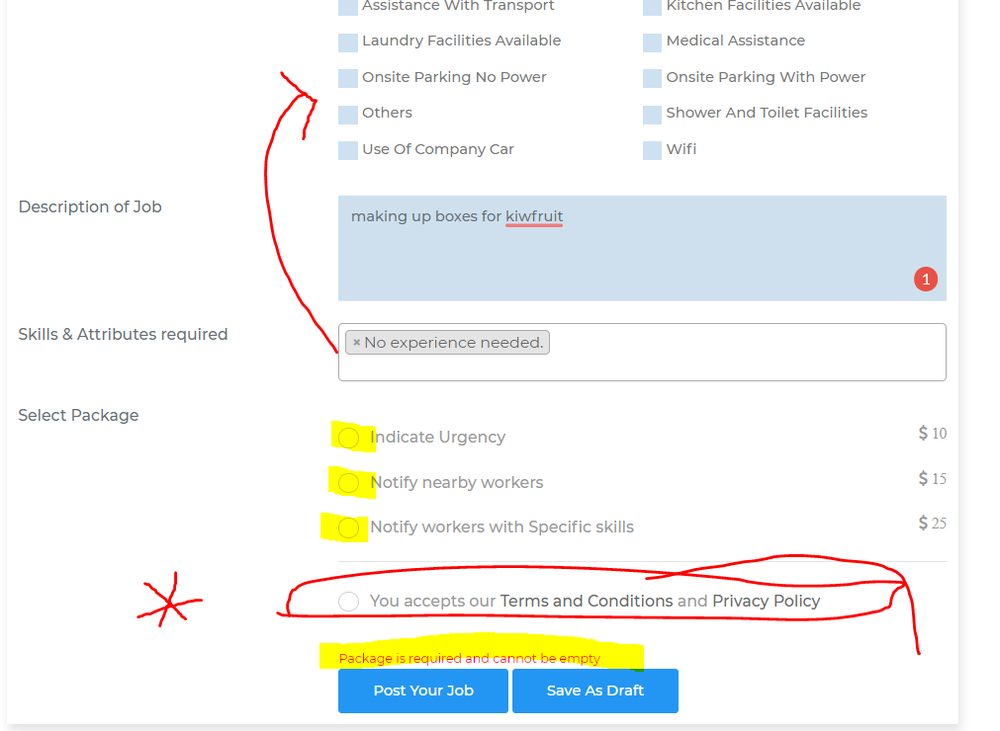 Assistance With Transport Kitchen Facilities Available
Laundry Facilities Available Medical Assistance
Onsite Parking No Power Onsite Parking With Power
Others Shower And Toilet Facilities
Use Of Company Car Wifi
Description of Job making up boxes for kiwfruit
1
Skills & Attributes required × No experience needed.
Select Package
Indicate Urgency $ 10
Notify nearby workers $ 15
Notify workers with Specific skills $ 25
You accepts our Terms and Conditions and Privacy Policy
Package is required and cannot be empty
Post Your Job Save As Draft